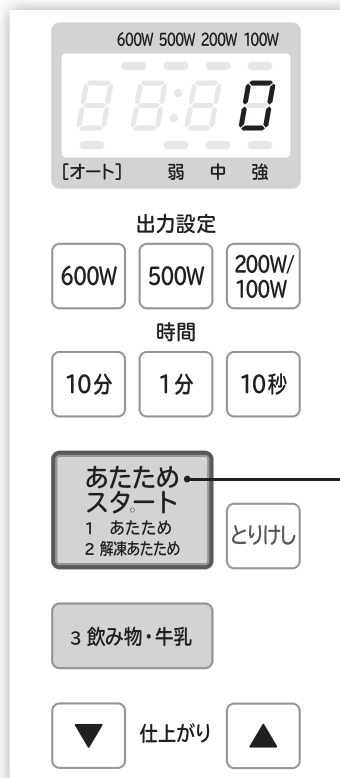 600W 500W 200W 100W
0
[オート] 弱 中 強
出力設定
600W 500W 200W/
100W
時間
10分 1分 10秒
あたため
スタート
1 あたため
2 解凍あたため
とりけし
3 飲み物・牛乳
▼ 仕上がり ▲